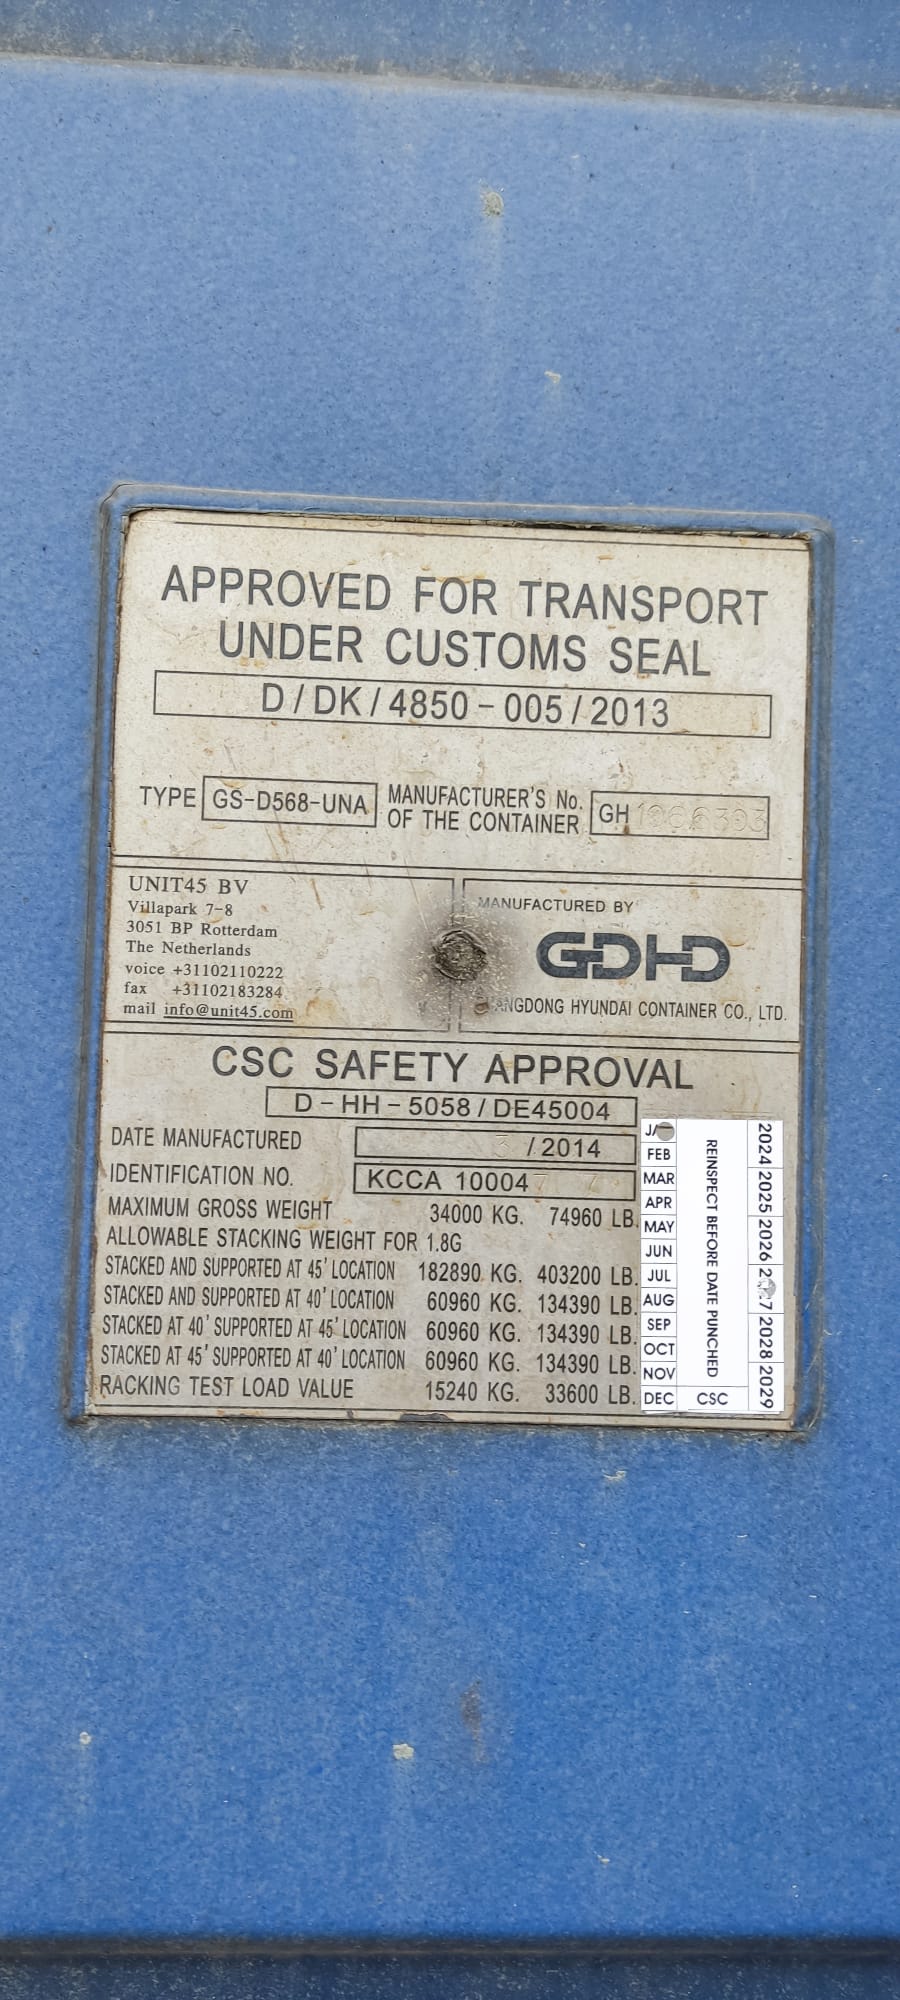 APPROVED FOR TRANSPORT
UNDER CUSTOMS SEAL
D/DK/4850-005/2013
TYPE GS-D568-UNA MANUFACTURER'S No. OF THE CONTAINER GH
UNIT45 BV
Villapark 7-8
3051 BP Rotterdam
The Netherlands
voice +31102110222
fax +31102183284
mail info@unit45.com
MANUFACTURED BY
GDHD
HYUNDAI CONTAINER CO., LTD.
CSC SAFETY APPROVAL
D-HH-5058/DE45004
DATE MANUFACTURED 3 /2014
IDENTIFICATION NO. KCCA 10004
MAXIMUM GROSS WEIGHT 34000 KG. 74960 LB.
ALLOWABLE STACKING WEIGHT FOR 1.8G
STACKED AND SUPPORTED AT 45' LOCATION 182890 KG. 403200 LB.
STACKED AND SUPPORTED AT 40' LOCATION 60960 KG. 134390 LB.
STACKED AT 40' SUPPORTED AT 45' LOCATION 60960 KG. 134390 LB.
STACKED AT 45' SUPPORTED AT 40' LOCATION 60960 KG. 134390 LB.
RACKING TEST LOAD VALUE 15240 KG. 33600 LB.
FEB
MAR
APR
MAY
JUN
JUL
AUG
SEP
OCT
NOV
DEC
REINSPECT BEFORE DATE PUNCHED
CSC
2024 2025 2026 2028 2029